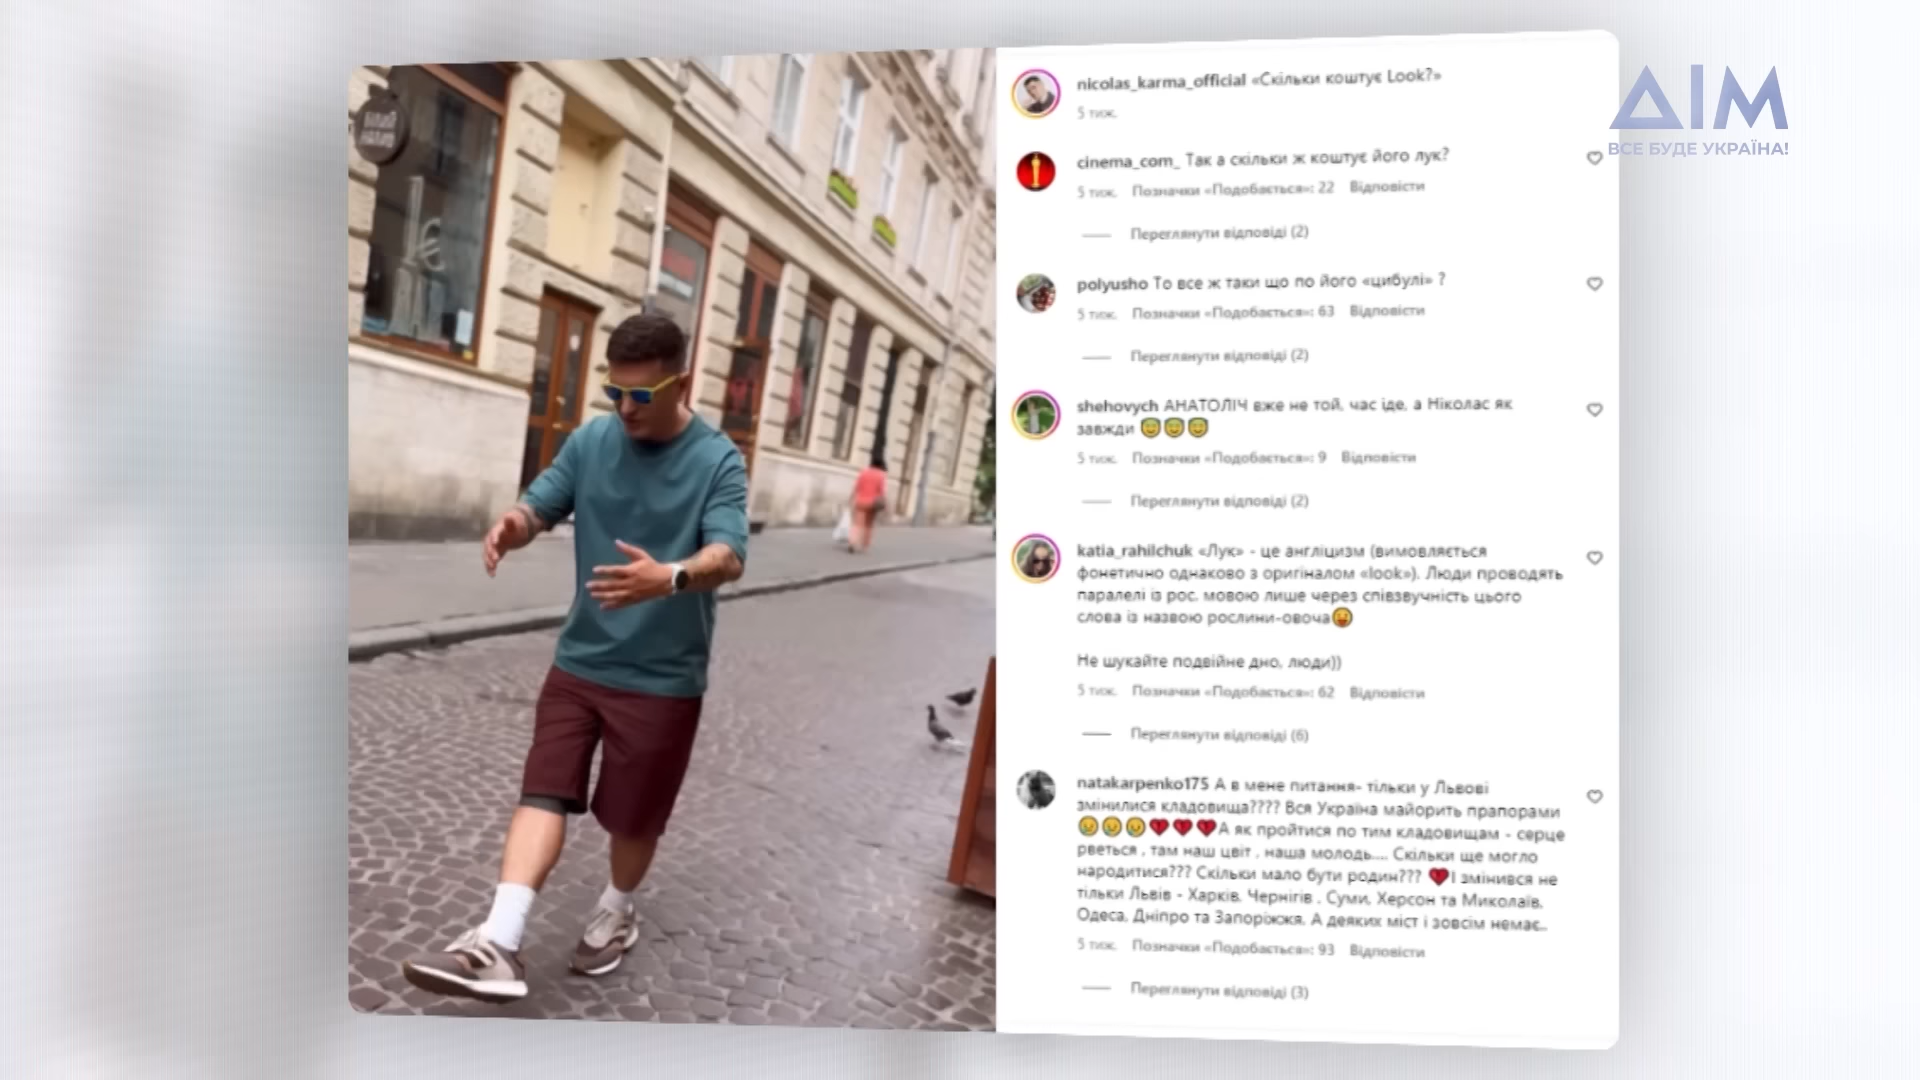 БІЛИЙ
НАЛИВ
nicolas_karma_official «Скільки коштує Look?»
5 тиж.
cinema_com_ Так а скільки ж коштує його лук?
5 тиж. Позначки «Подобається»: 22 Відповісти
Переглянути відповіді (2)
polyusho То все ж таки що по його «цибулі» ?
5 тиж. Позначки «Подобається»: 63 Відповісти
Переглянути відповіді (2)
shehovych АНАТОЛІЧ вже не той, час іде, а Ніколас як
завжди 😇😇😇
5 тиж. Позначки «Подобається»: 9 Відповісти
Переглянути відповіді (2)
katia_rahilchuk «Лук» - це англіцизм (вимовляється
фонетично однаково з оригіналом «look»). Люди проводять
паралелі із рос. мовою лише через співзвучність цього
слова із назвою рослини-овоча😛
Не шукайте подвійне дно, люди))
5 тиж. Позначки «Подобається»: 62 Відповісти
Переглянути відповіді (6)
natakarpenko175 А в мене питання- тільки у Львові
змінилися кладовища???? Вся Україна майорить прапорами
😢😢😢💔💔💔А як пройтися по тим кладовищам - серце
рветься , там наш цвіт , наша молодь.... Скільки ще могло
народитися??? Скільки мало бути родин??? 💔І змінився не
тільки Львів - Харків, Чернігів , Суми, Херсон та Миколаїв,
Одеса, Дніпро та Запоріжжя. А деяких міст і зовсім немає..
5 тиж. Позначки «Подобається»: 93 Відповісти
Переглянути відповіді (3)
ДІМ
ВСЕ БУДЕ УКРАЇНА!